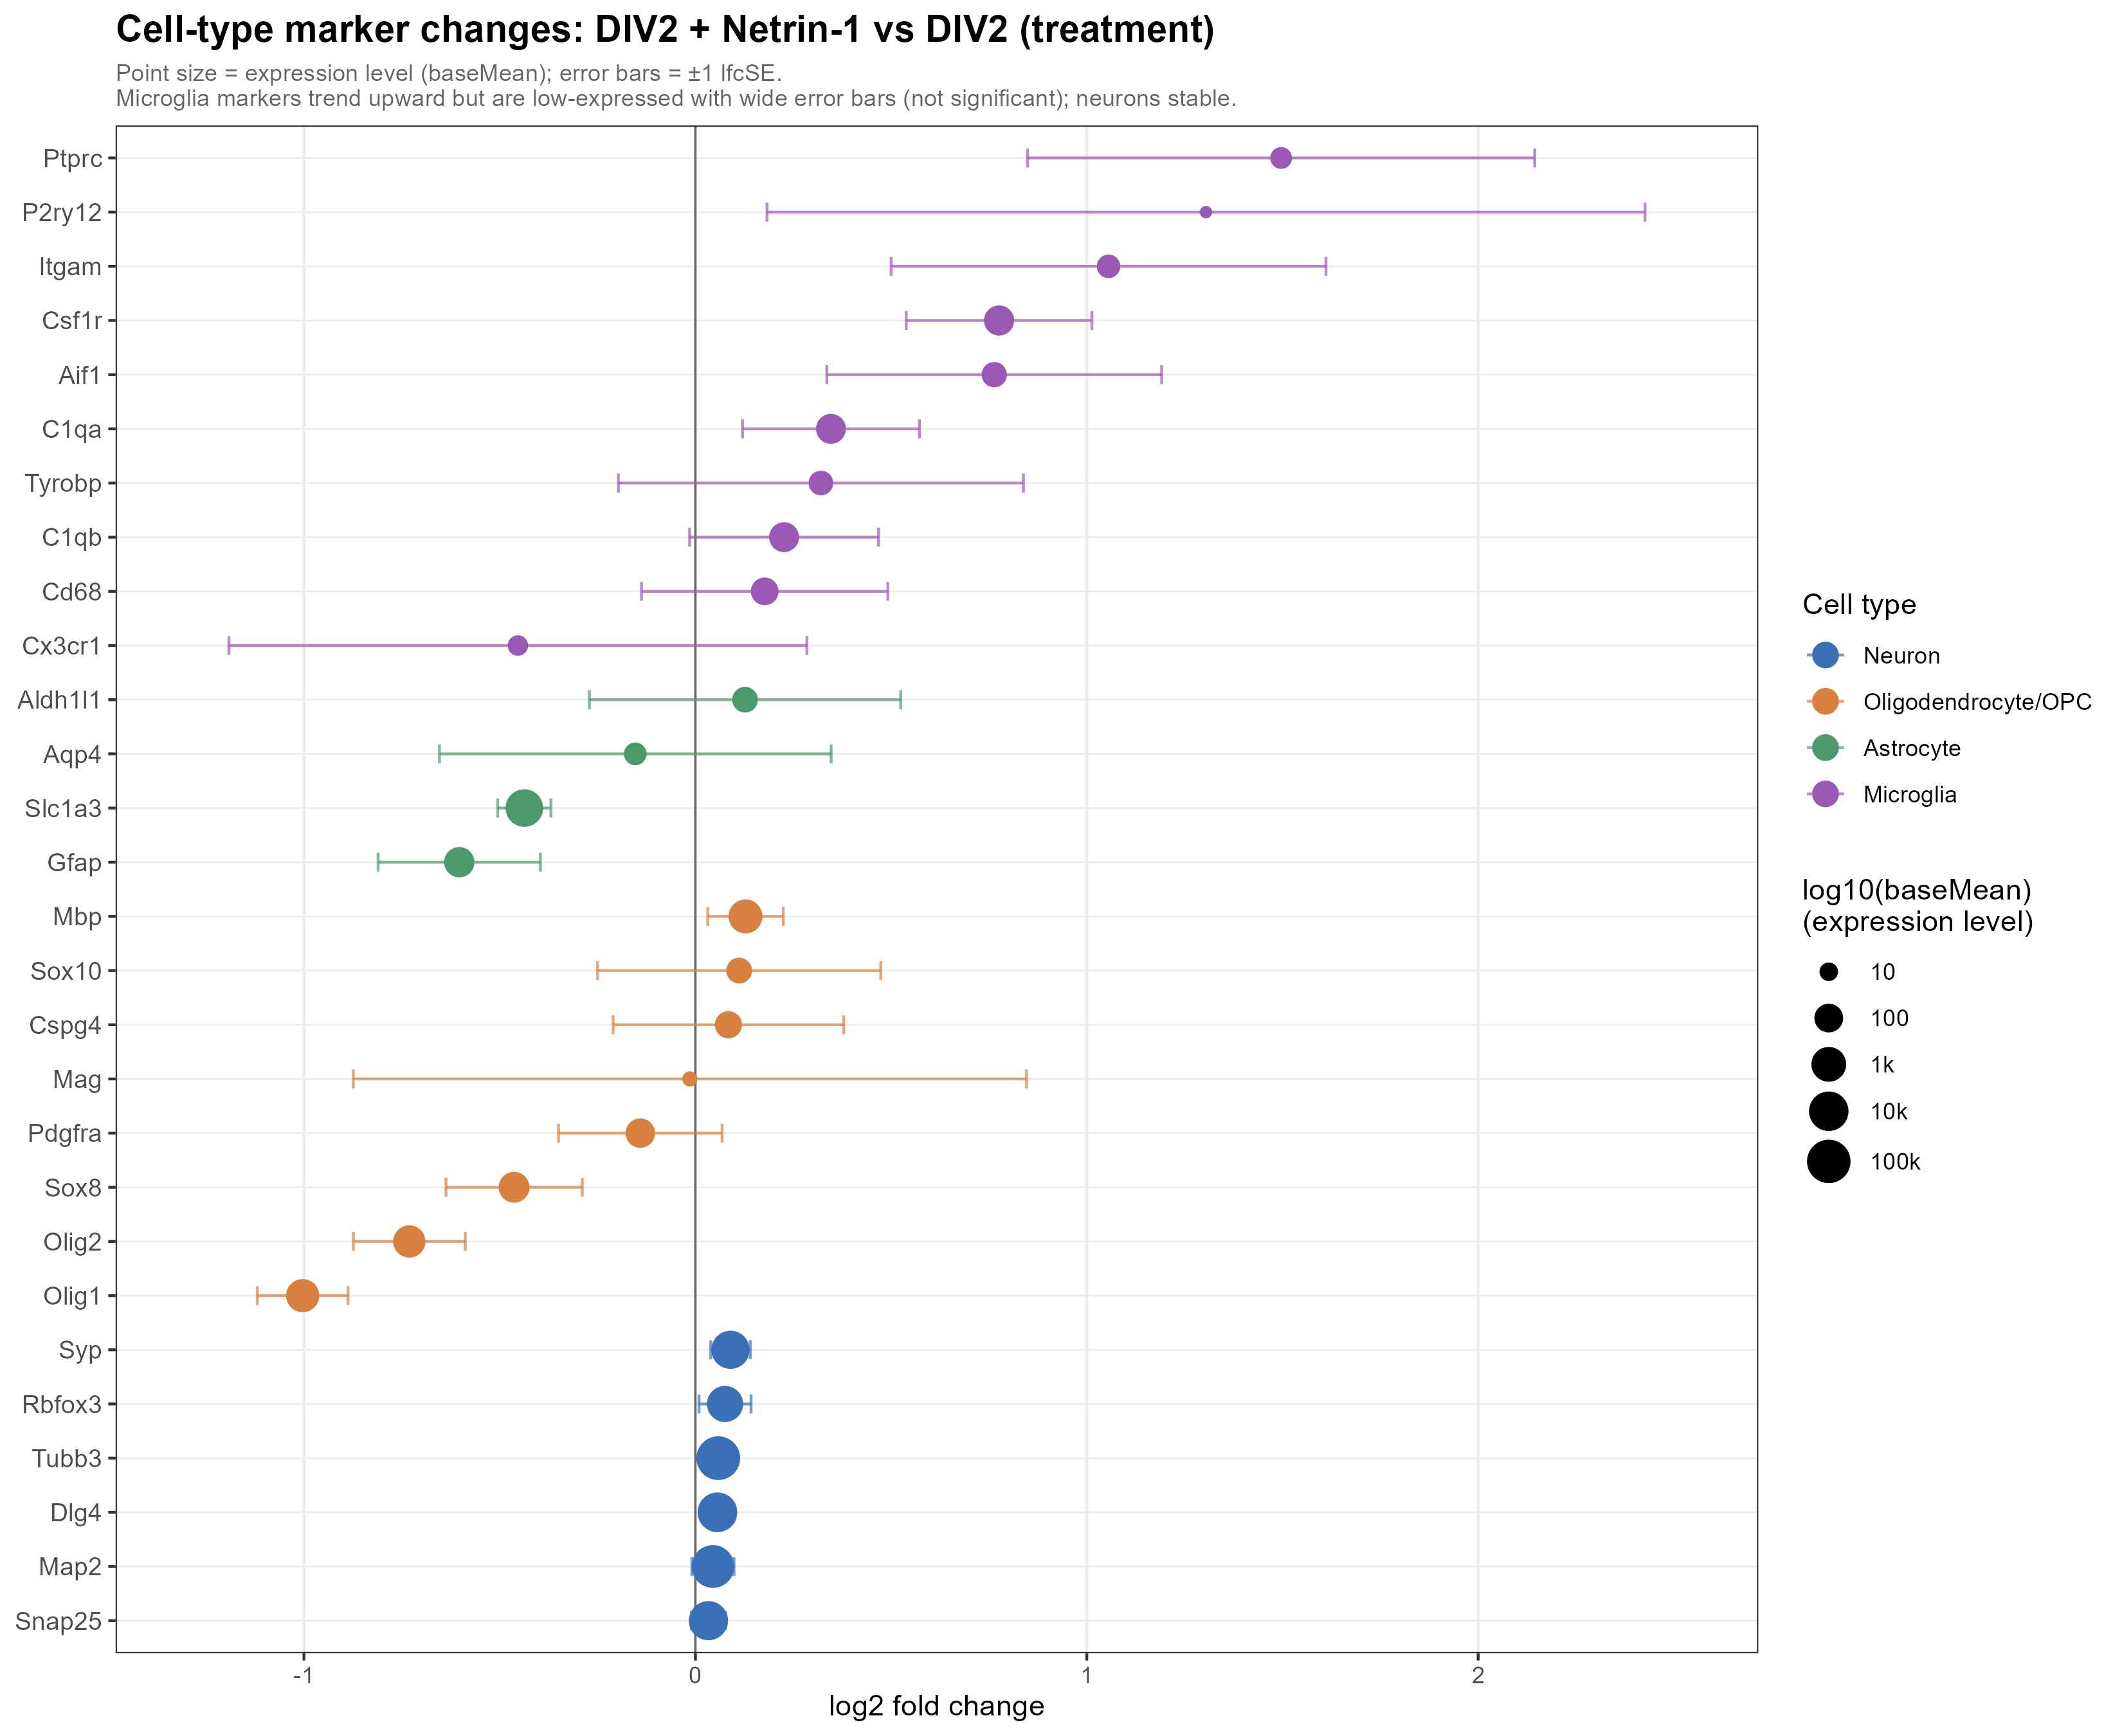 Cell-type marker changes: DIV2 + Netrin-1 vs DIV2 (treatment)
Point size = expression level (baseMean); error bars = ±1 lfcSE.
Microglia markers trend upward but are low-expressed with wide error bars (not significant); neurons stable.
Ptprc
P2ry12
Itgam
Csf1r
Aif1
C1qa
Tyrobp
C1qb
Cd68
Cx3cr1
Aldh1l1
Aqp4
Slc1a3
Gfap
Mbp
Sox10
Cspg4
Mag
Pdgfra
Sox8
Olig2
Olig1
Syp
Rbfox3
Tubb3
Dlg4
Map2
Snap25
-1 0 1 2
log2 fold change
Cell type
Neuron
Oligodendrocyte/OPC
Astrocyte
Microglia
log10(baseMean)
(expression level)
10
100
1k
10k
100k